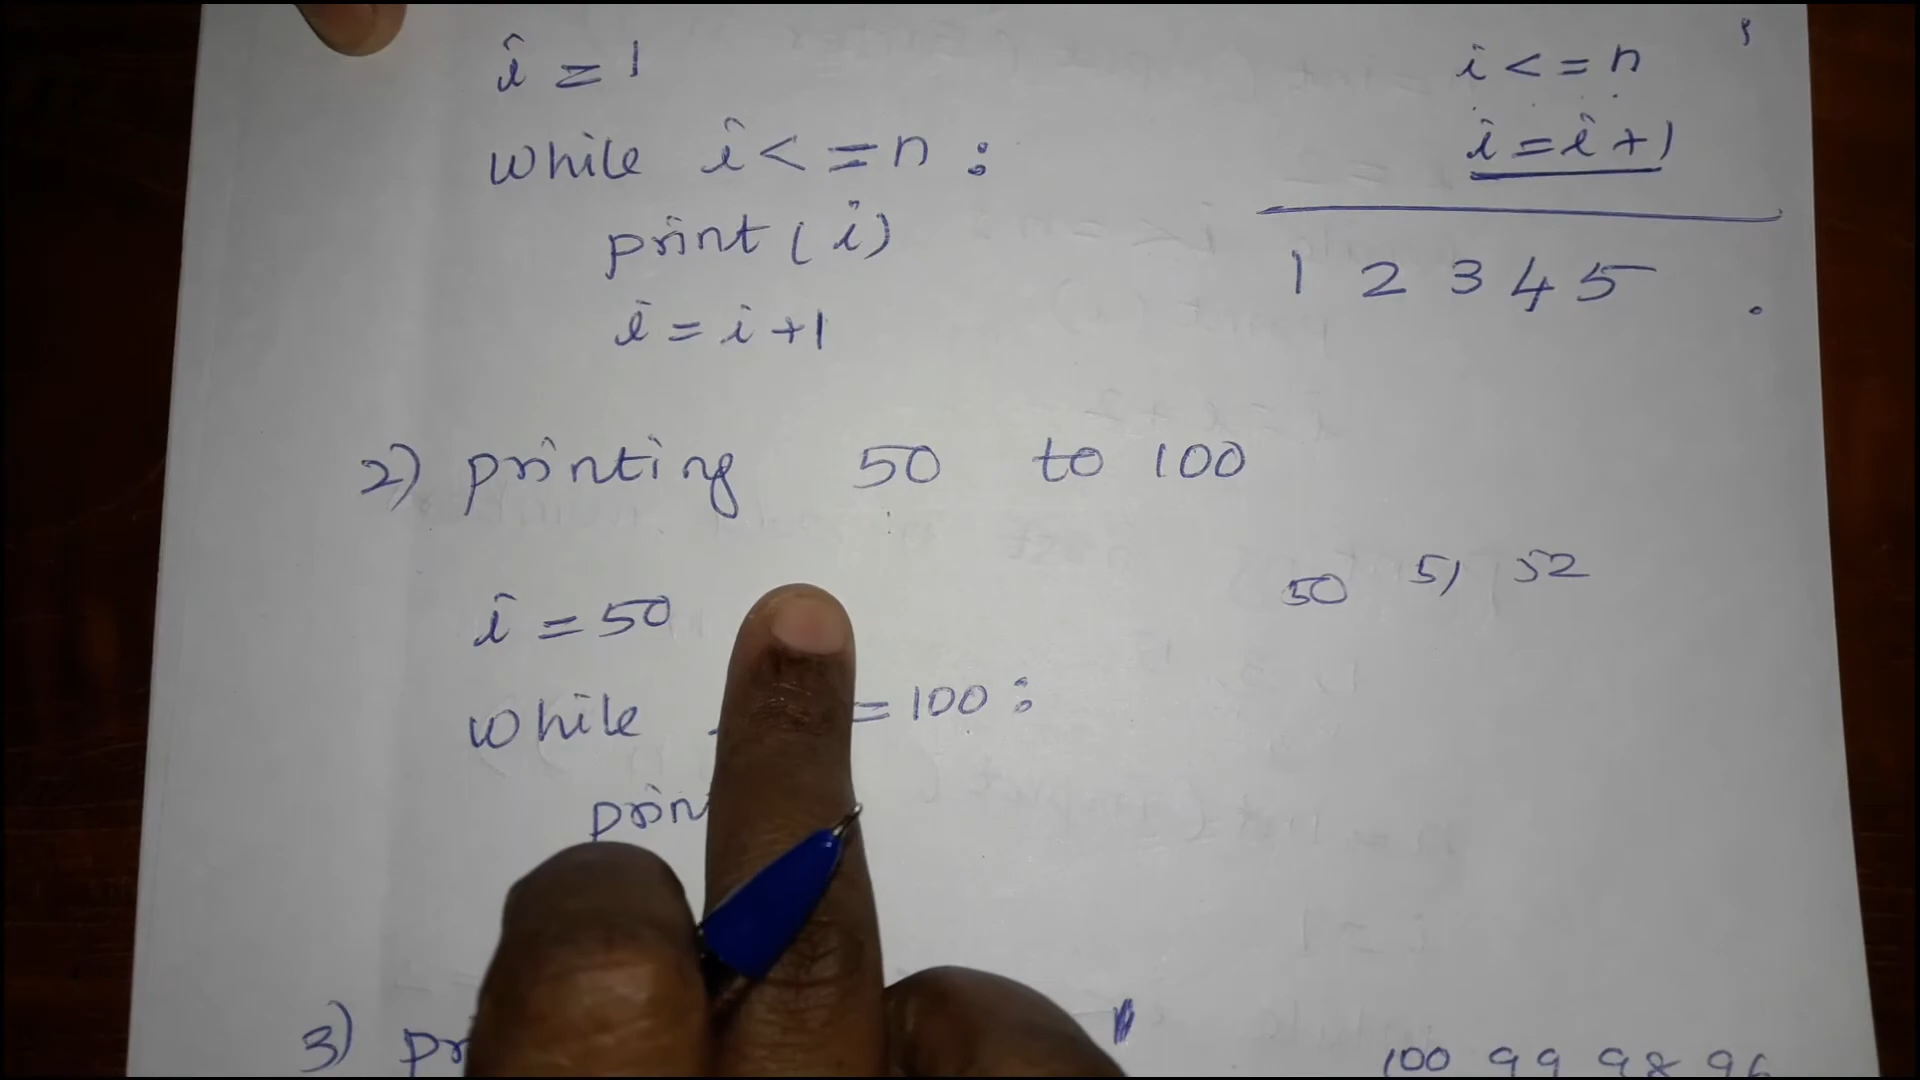 i = 1
while i <= n :
print (i)
i = i + 1
i <= n
i = i + 1
1 2 3 4 5
2) printing 50 to 100
i = 50
50 51 52
while = 100 :
3)
100 99 98 96